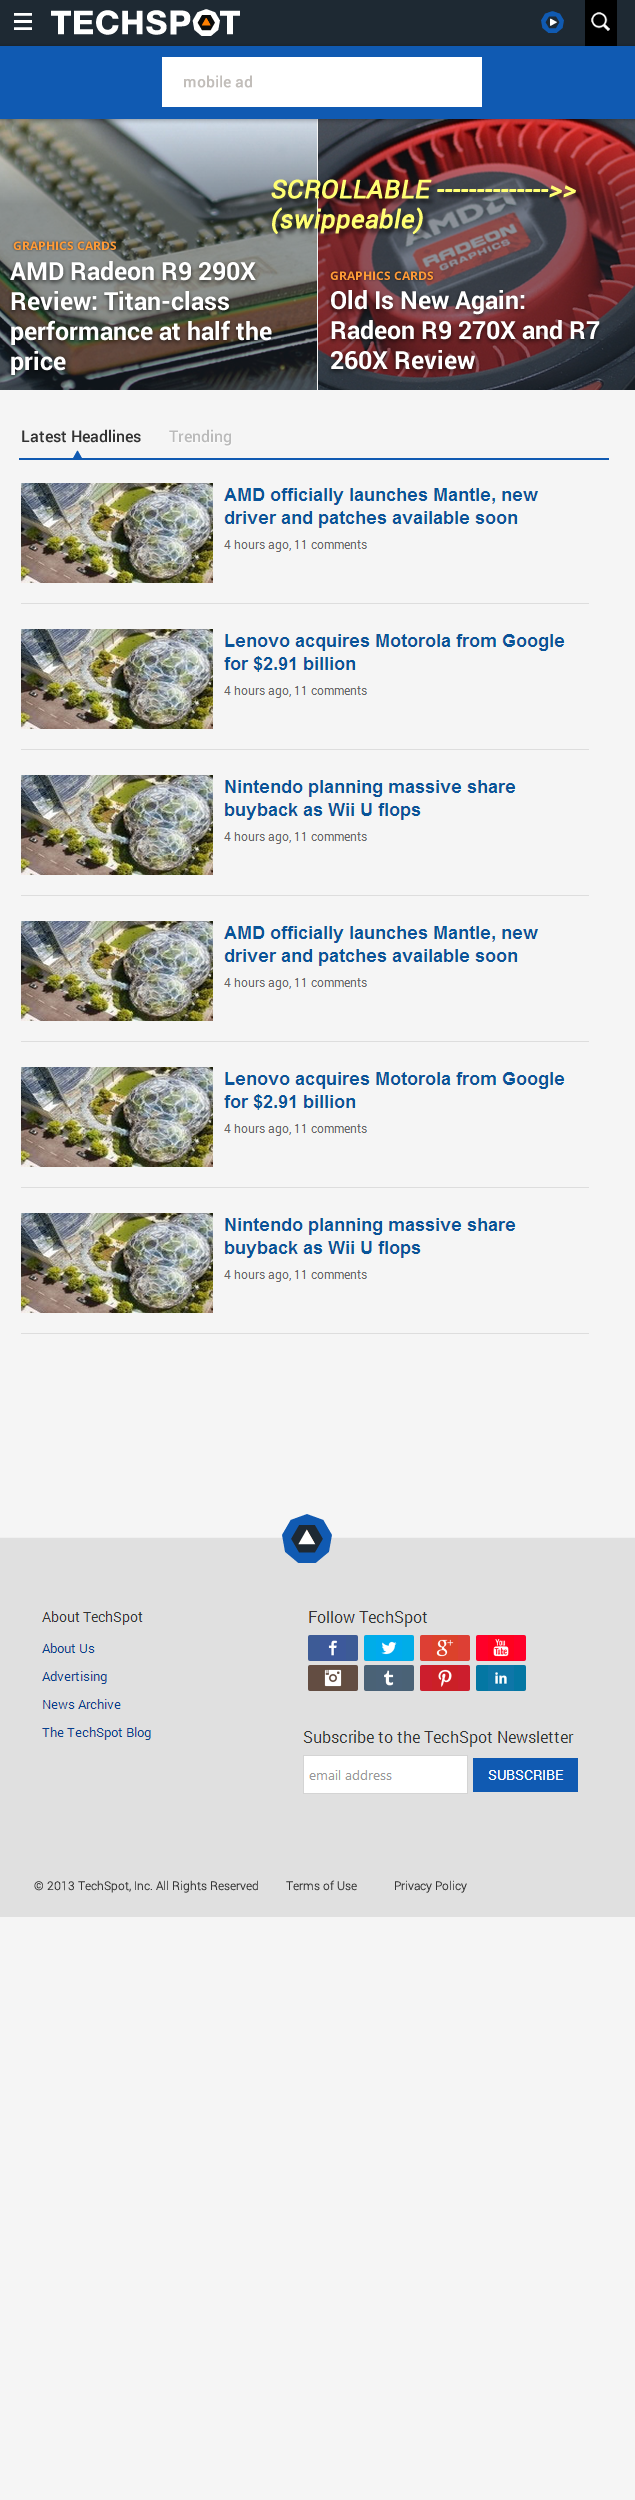 TECHSPOT
mobile ad
SCROLLABLE -------------->>
(swippeable)
GRAPHICS CARDS
AMD Radeon R9 290X
Review: Titan-class
performance at half the
price
AMD
RADEON
GRAPHICS
GRAPHICS CARDS
Old Is New Again:
Radeon R9 270X and R7
260X Review
Latest Headlines
Trending
AMD officially launches Mantle, new
driver and patches available soon
4 hours ago, 11 comments
Lenovo acquires Motorola from Google
for $2.91 billion
4 hours ago, 11 comments
Nintendo planning massive share
buyback as Wii U flops
4 hours ago, 11 comments
AMD officially launches Mantle, new
driver and patches available soon
4 hours ago, 11 comments
Lenovo acquires Motorola from Google
for $2.91 billion
4 hours ago, 11 comments
Nintendo planning massive share
buyback as Wii U flops
4 hours ago, 11 comments
About TechSpot
About Us
Advertising
News Archive
The TechSpot Blog
Follow TechSpot
f
g+
You
Tube
t
in
Subscribe to the TechSpot Newsletter
email address
SUBSCRIBE
© 2013 TechSpot, Inc. All Rights Reserved
Terms of Use
Privacy Policy